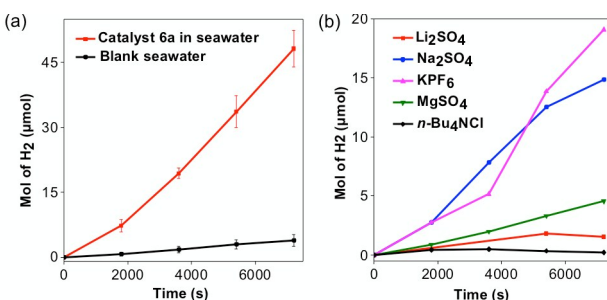 (a)
Catalyst 6a in seawater
Blank seawater
Mol of H2 (μmol)
45
30
15
0
0 2000 4000 6000
Time (s)
(b)
Li2SO4
Na2SO4
KPF6
MgSO4
n-Bu4NCl
Mol of H2 (μmol)
20
15
10
5
0
0 2000 4000 6000
Time (s)